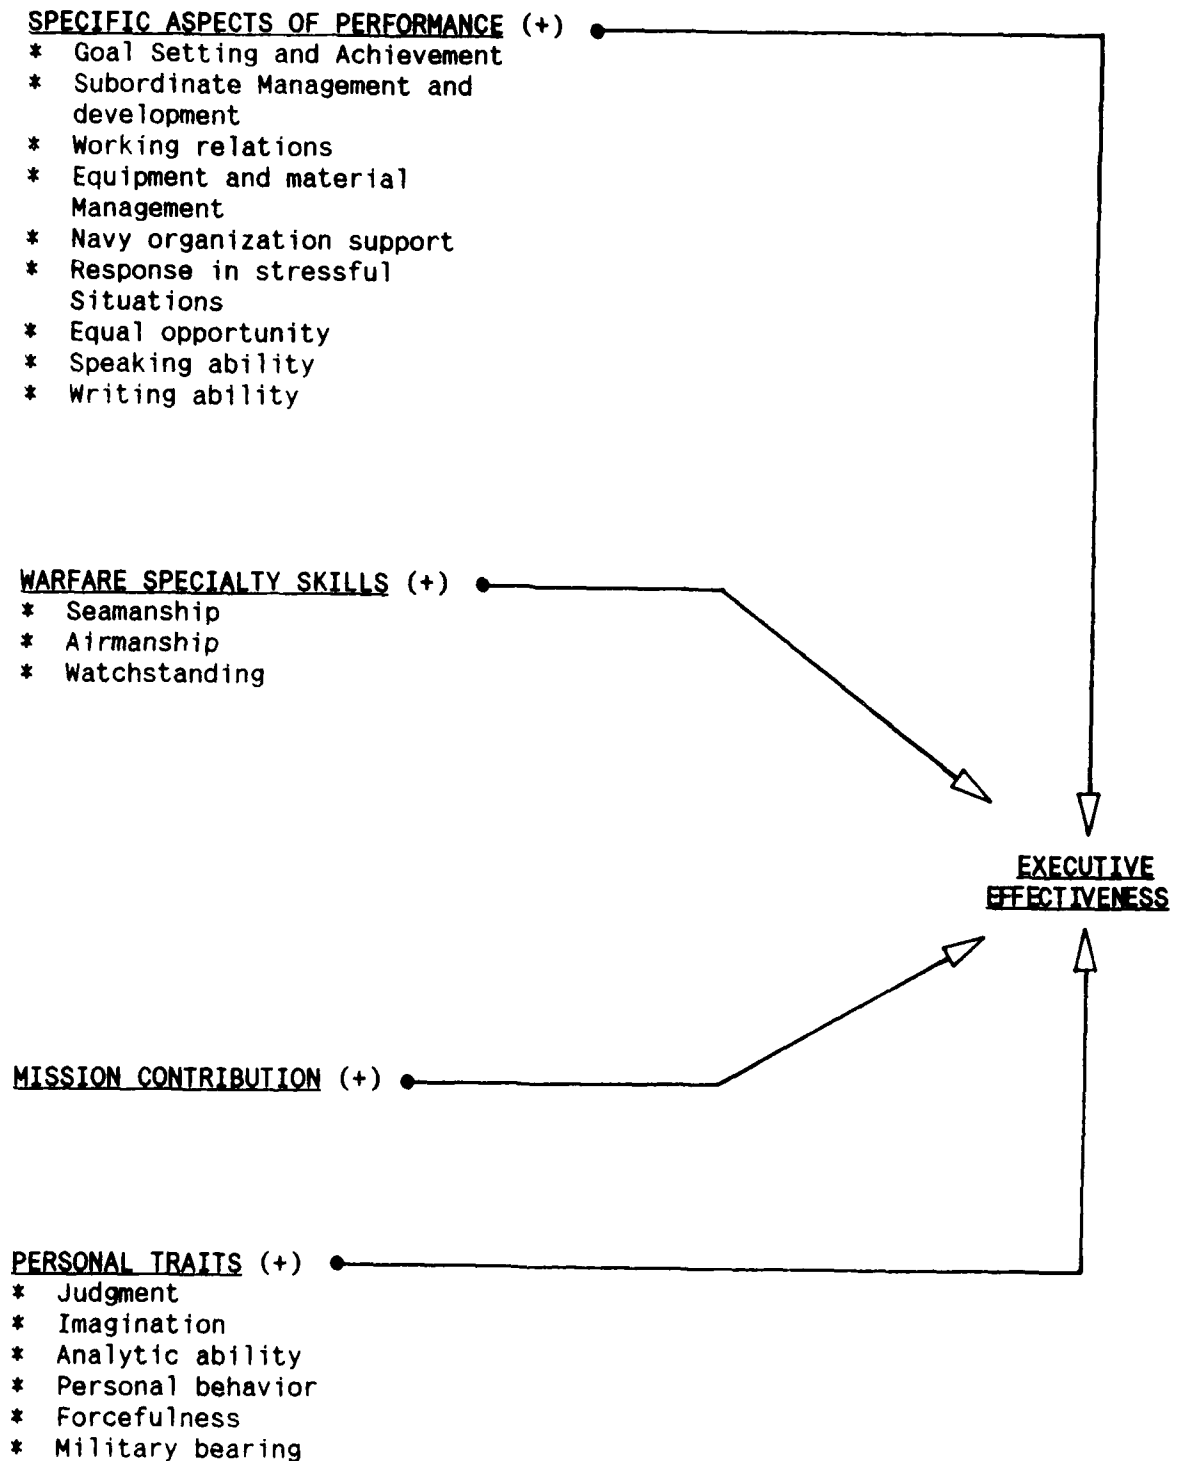 SPECIFIC ASPECTS OF PERFORMANCE (+)
* Goal Setting and Achievement
* Subordinate Management and
development
* Working relations
* Equipment and material
Management
* Navy organization support
* Response in stressful
Situations
* Equal opportunity
* Speaking ability
* Writing ability
WARFARE SPECIALTY SKILLS (+)
* Seamanship
* Airmanship
* Watchstanding
EXECUTIVE
EFFECTIVENESS
MISSION CONTRIBUTION (+)
PERSONAL TRAITS (+)
* Judgment
* Imagination
* Analytic ability
* Personal behavior
* Forcefulness
* Military bearing